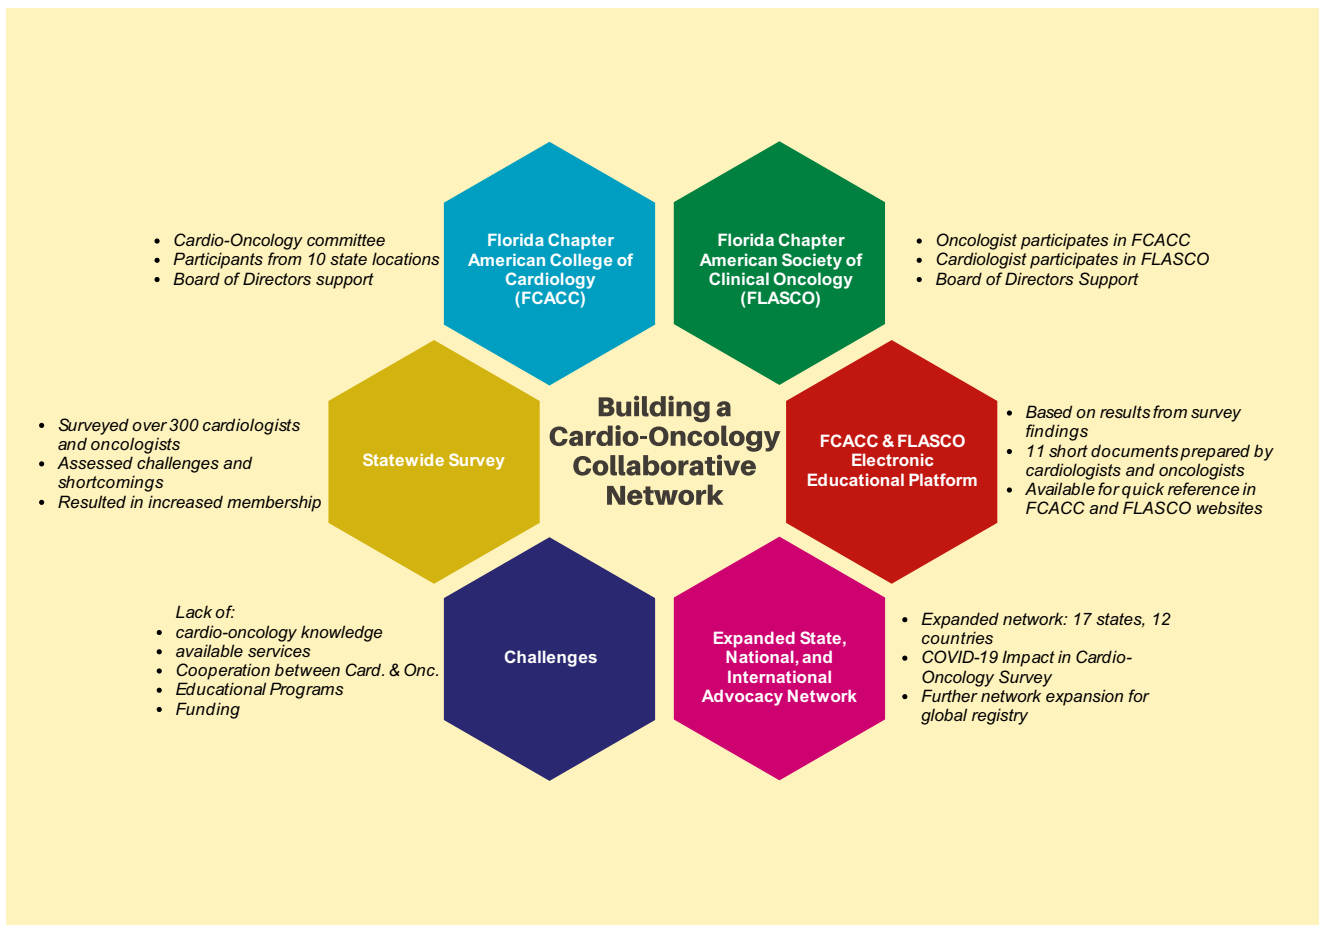 Florida Chapter
American College of
Cardiology
(FCACC)
• Cardio-Oncology committee
• Participants from 10 state locations
• Board of Directors support
Florida Chapter
American Society of
Clinical Oncology
(FLASCO)
• Oncologist participates in FCACC
• Cardiologist participates in FLASCO
• Board of Directors Support
Building a
Cardio-Oncology
Collaborative
Network
Statewide Survey
• Surveyed over 300 cardiologists
and oncologists
• Assessed challenges and
shortcomings
• Resulted in increased membership
FCACC & FLASCO
Electronic
Educational Platform
• Based on results from survey
findings
• 11 short documents prepared by
cardiologists and oncologists
• Available for quick reference in
FCACC and FLASCO websites
Challenges
Lack of:
• cardio-oncology knowledge
• available services
• Cooperation between Card. & Onc.
• Educational Programs
• Funding
Expanded State,
National, and
International
Advocacy Network
• Expanded network: 17 states, 12
countries
• COVID-19 Impact in Cardio-
Oncology Survey
• Further network expansion for
global registry